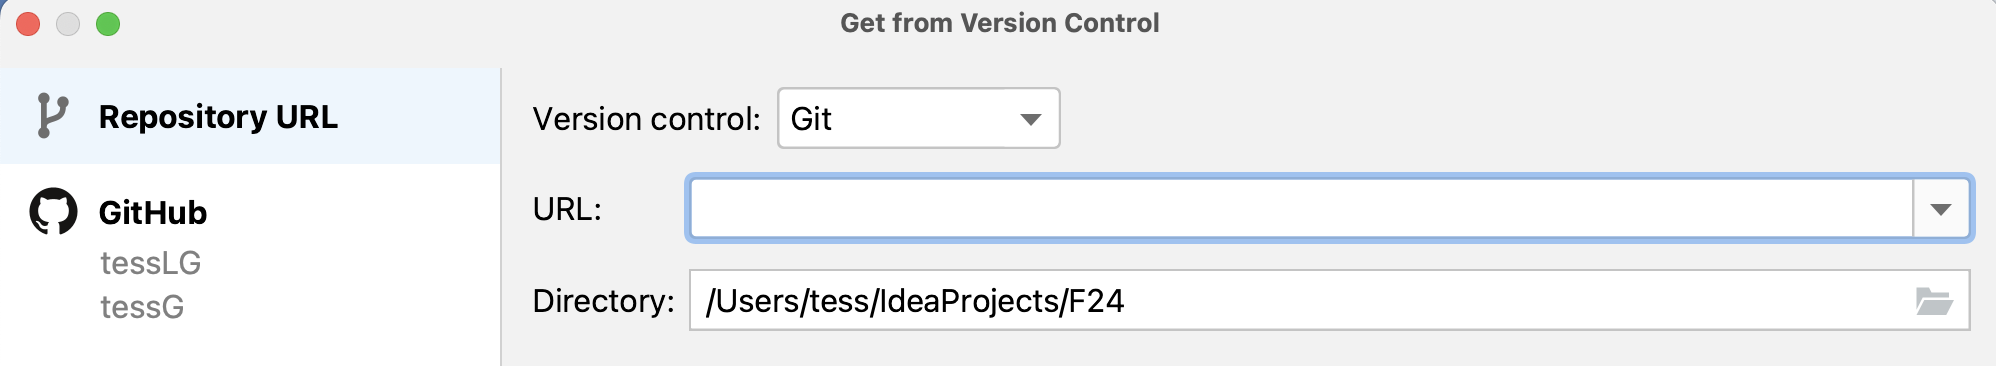 Get from Version Control
Repository URL
GitHub
tessLG
tessG
Version control: Git
URL:
Directory: /Users/tess/IdeaProjects/F24